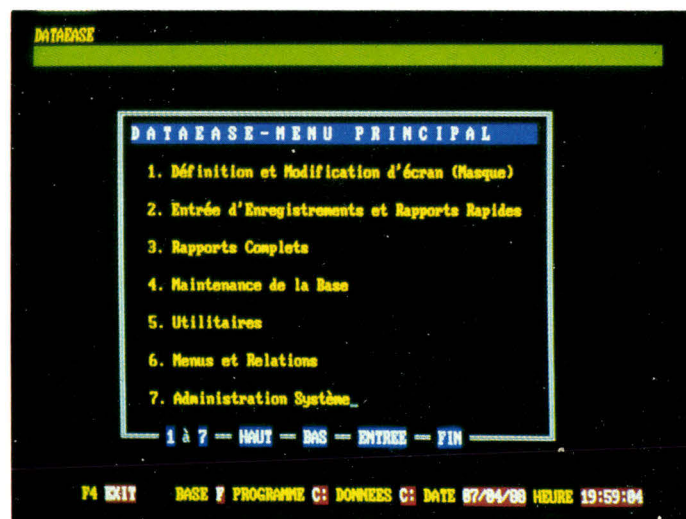 DATAEASE
DATAEASE-MENU PRINCIPAL
1. Définition et Modification d'écran (Masque)
2. Entrée d'Enregistrements et Rapports Rapides
3. Rapports Complets
4. Maintenance de la Base
5. Utilitaires
6. Menus et Relations
7. Administration Système_
1 à 7 HAUT BAS ENTREE FIN
F4 EXIT BASE F PROGRAMME C: DONNEES C: DATE 07/04/88 HEURE 19:59:04